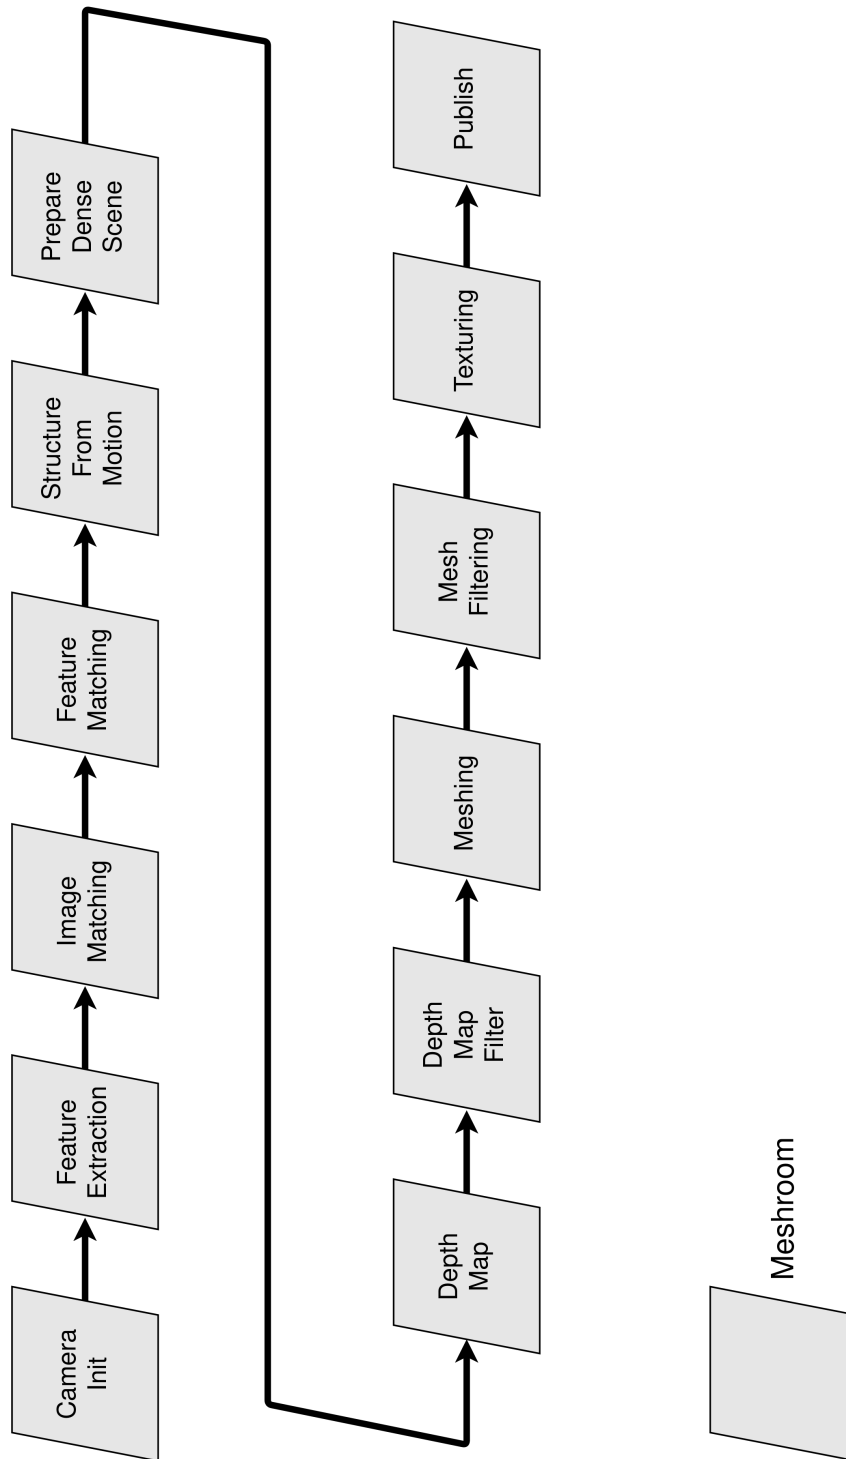 Camera
Init
Feature
Extraction
Image
Matching
Feature
Matching
Structure
From
Motion
Prepare
Dense
Scene
Depth
Map
Depth
Map
Filter
Meshing
Mesh
Filtering
Texturing
Publish
Meshroom